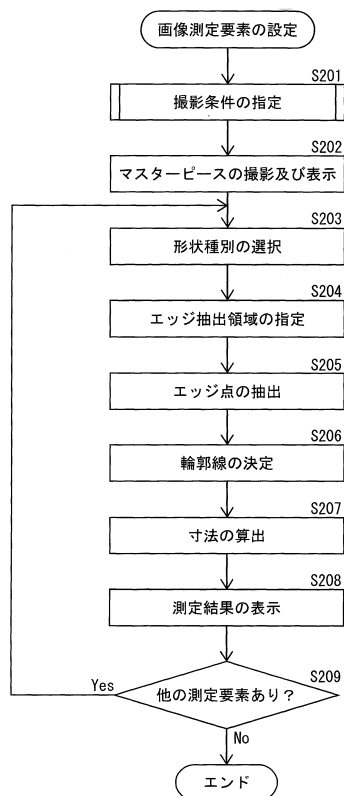 画像測定要素の設定
S201
撮影条件の指定
S202
マスターピースの撮影及び表示
S203
形状種別の選択
S204
エッジ抽出領域の指定
S205
エッジ点の抽出
S206
輪郭線の決定
S207
寸法の算出
S208
測定結果の表示
S209
Yes
他の測定要素あり?
No
エンド